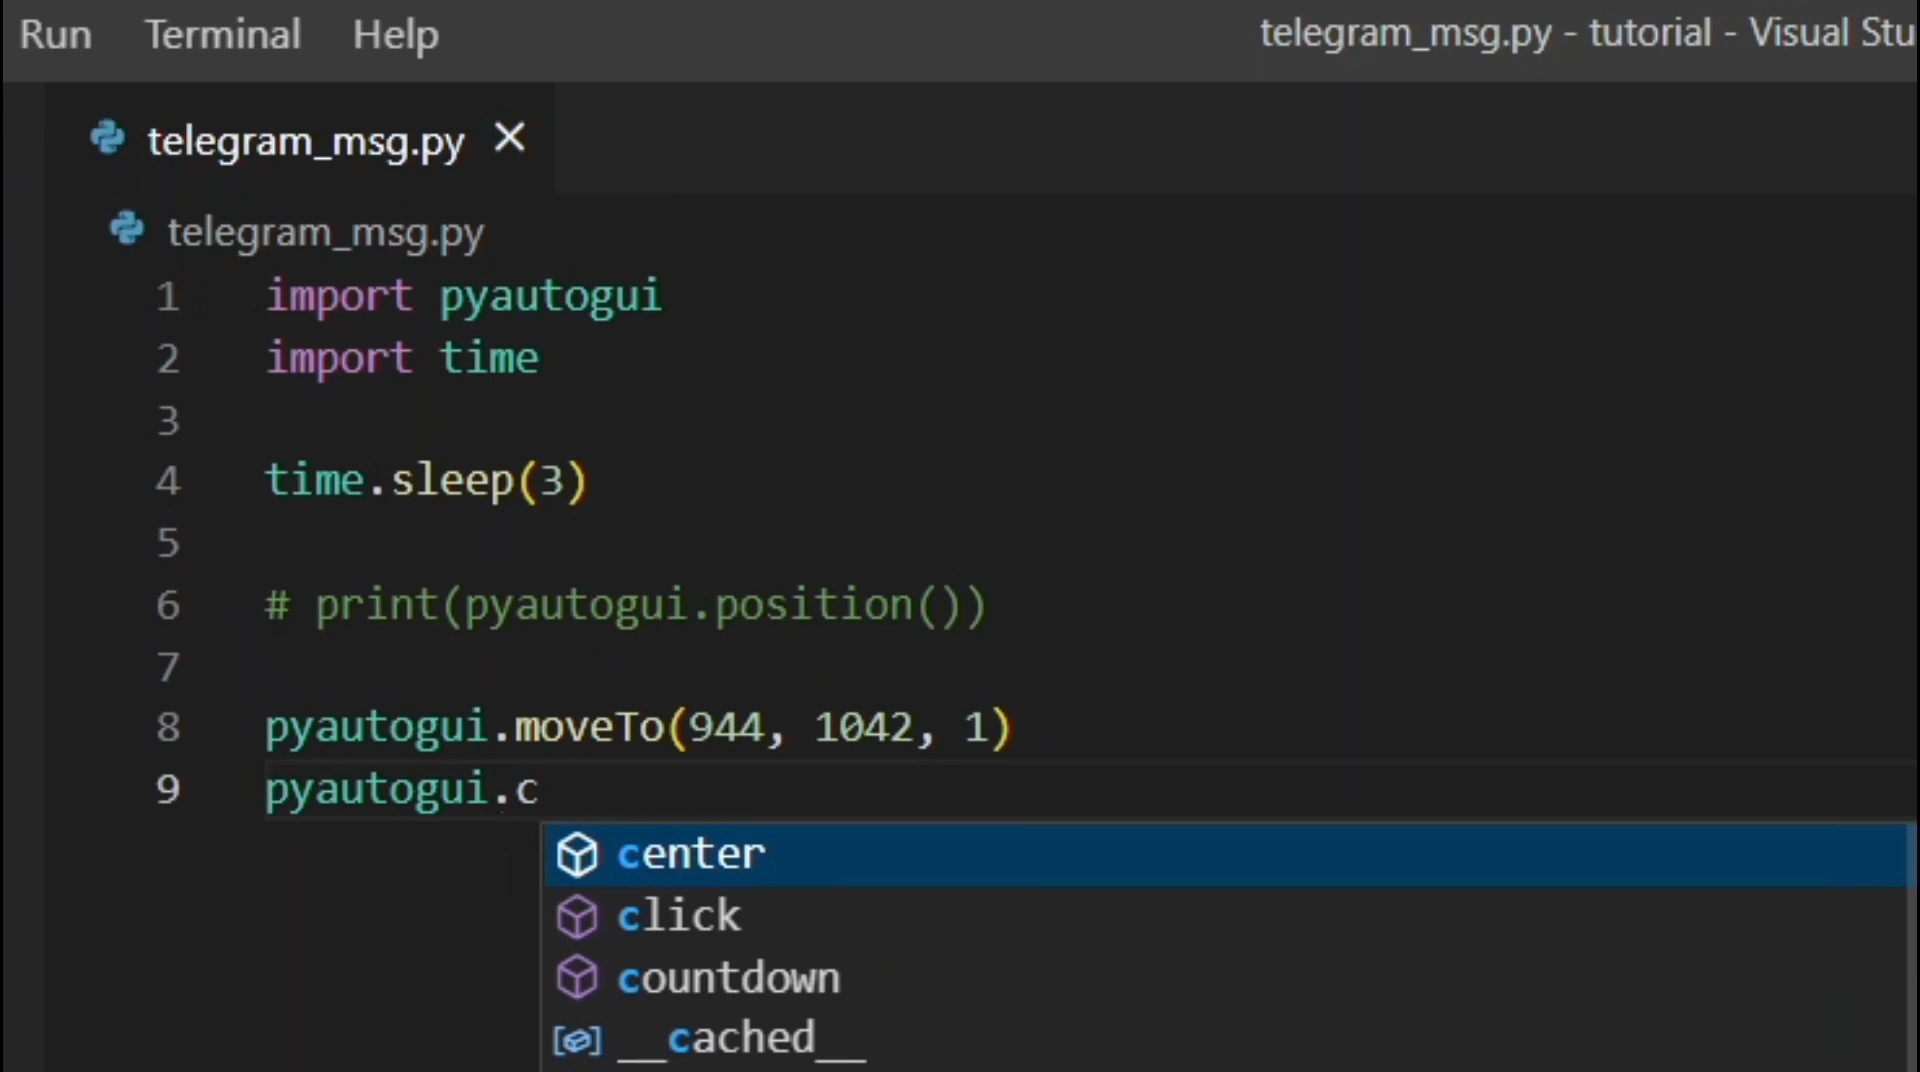 Run Terminal Help telegram_msg.py - tutorial - Visual Stu
telegram_msg.py
telegram_msg.py
1 import pyautogui
2 import time
3
4 time.sleep(3)
5
6 # print(pyautogui.position())
7
8 pyautogui.moveTo(944, 1042, 1)
9 pyautogui.c
center
click
countdown
__cached__